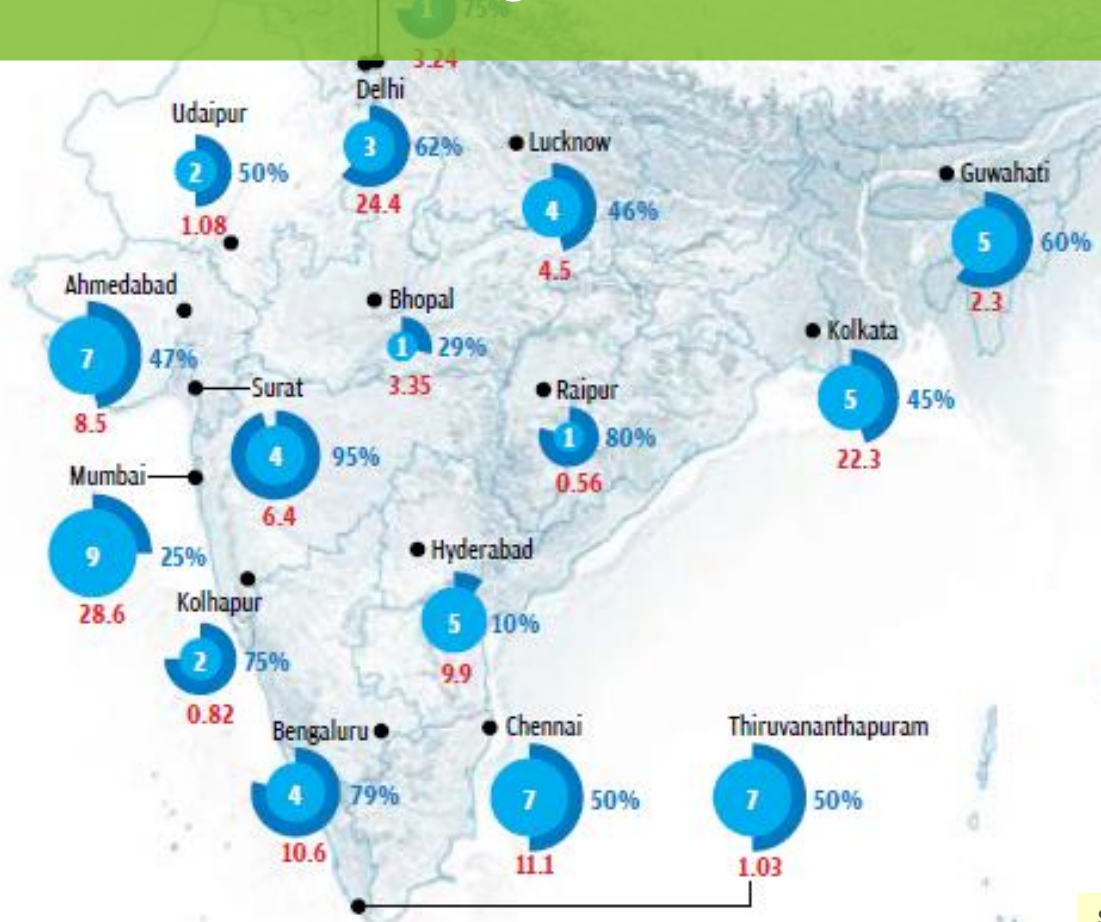 1 75%
3.24
Delhi
3 62%
24.4
Udaipur
2 50%
1.08
Lucknow
4 46%
4.5
Guwahati
5 60%
2.3
Ahmedabad
7 47%
8.5
Bhopal
1 29%
3.35
Kolkata
5 45%
22.3
Surat
4 95%
6.4
Raipur
1 80%
0.56
Mumbai
9 25%
28.6
Hyderabad
5 10%
9.9
Kolhapur
2 75%
0.82
Bengaluru
4 79%
10.6
Chennai
7 50%
11.1
Thiruvananthapuram
7 50%
1.03